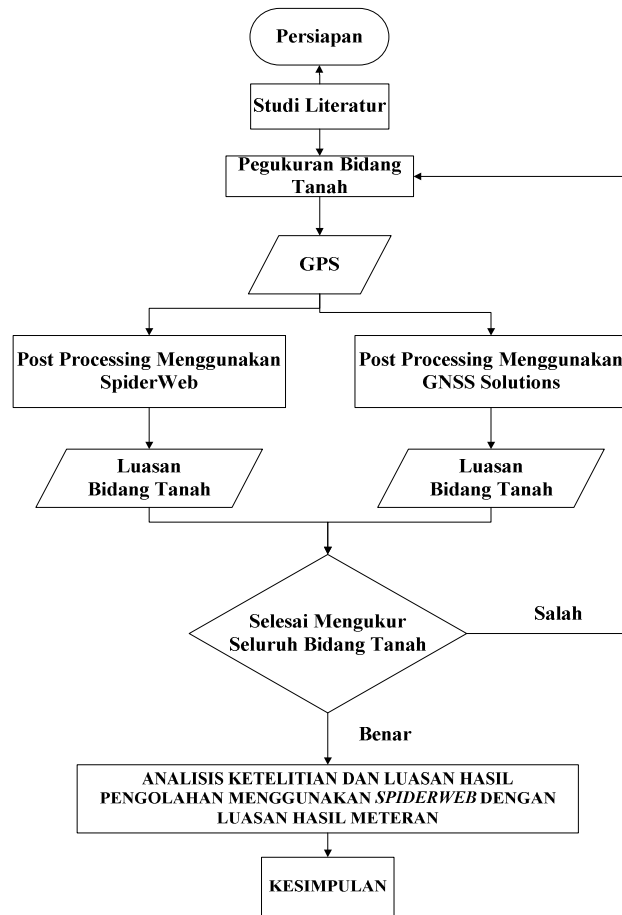 Persiapan
Studi Literatur
Pegukuran Bidang
Tanah
GPS
Post Processing Menggunakan
SpiderWeb
Post Processing Menggunakan
GNSS Solutions
Luasan
Bidang Tanah
Luasan
Bidang Tanah
Selesai Mengukur
Seluruh Bidang Tanah
Salah
Benar
ANALISIS KETELITIAN DAN LUASAN HASIL
PENGOLAHAN MENGGUNAKAN SPIDERWEB DENGAN
LUASAN HASIL METERAN
KESIMPULAN